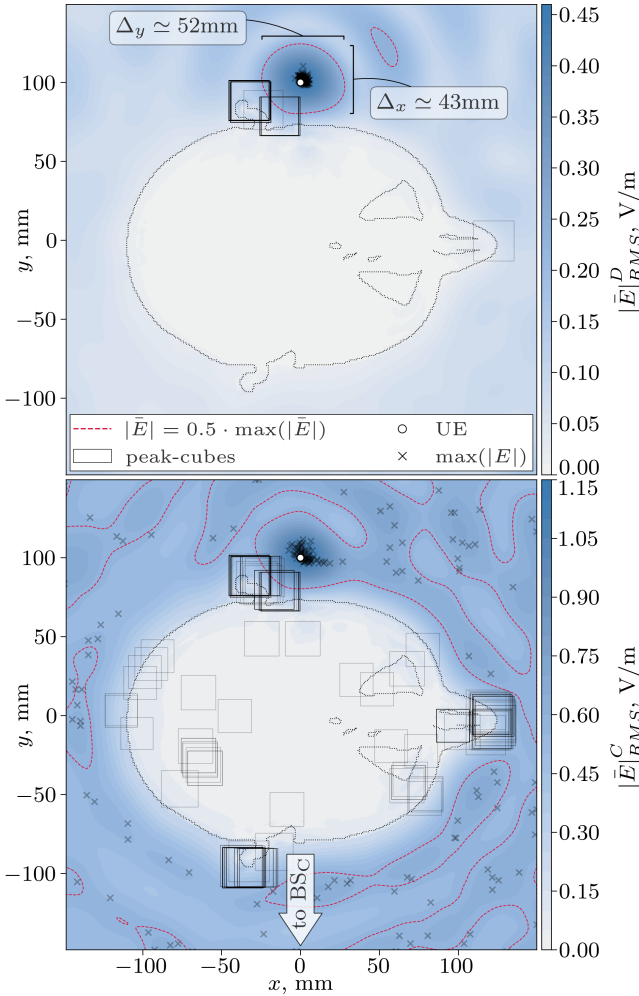 Δy ≃ 52mm
Δx ≃ 43mm
100
50
0
−50
−100
y, mm
|Ē| = 0.5 · max(|Ē|)
UE
peak-cubes
max(|E|)
0.45
0.40
0.35
0.30
0.25
0.20
0.15
0.10
0.05
0.00
|Ē|D RMS, V/m
100
50
0
−50
−100
y, mm
to BSC
−100
−50
0
50
100
x, mm
1.15
1.05
0.90
0.75
0.60
0.45
0.30
0.15
0.00
|Ē|C RMS, V/m